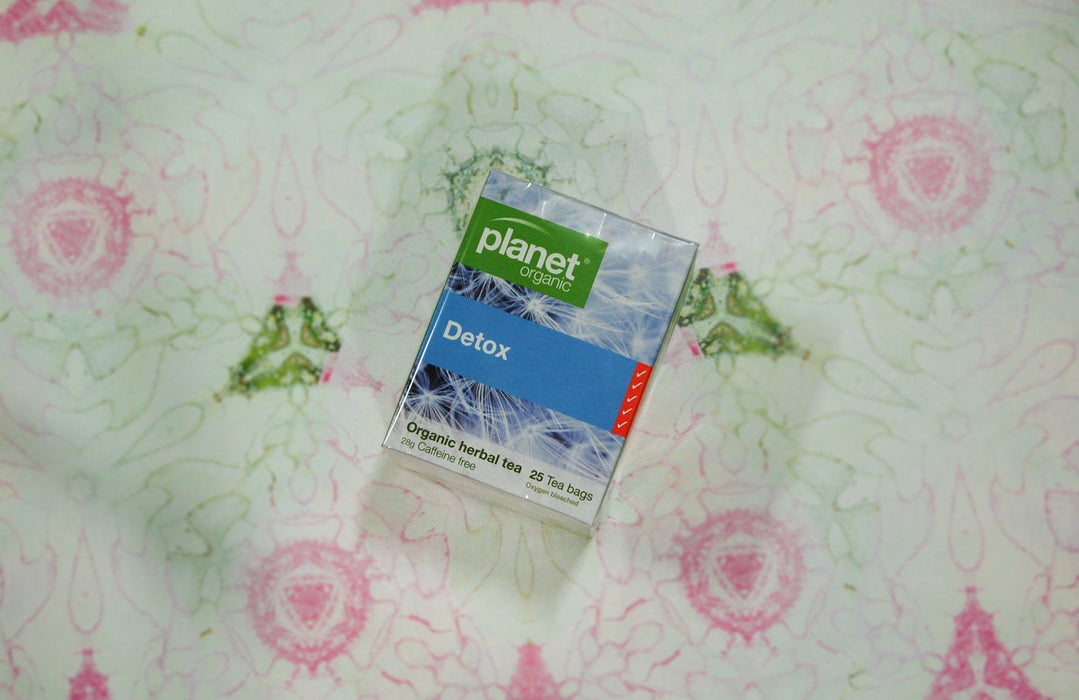 planet®
organic
Detox
Organic herbal tea 25 Tea bags
28g Caffeine free
Oxygen bleached